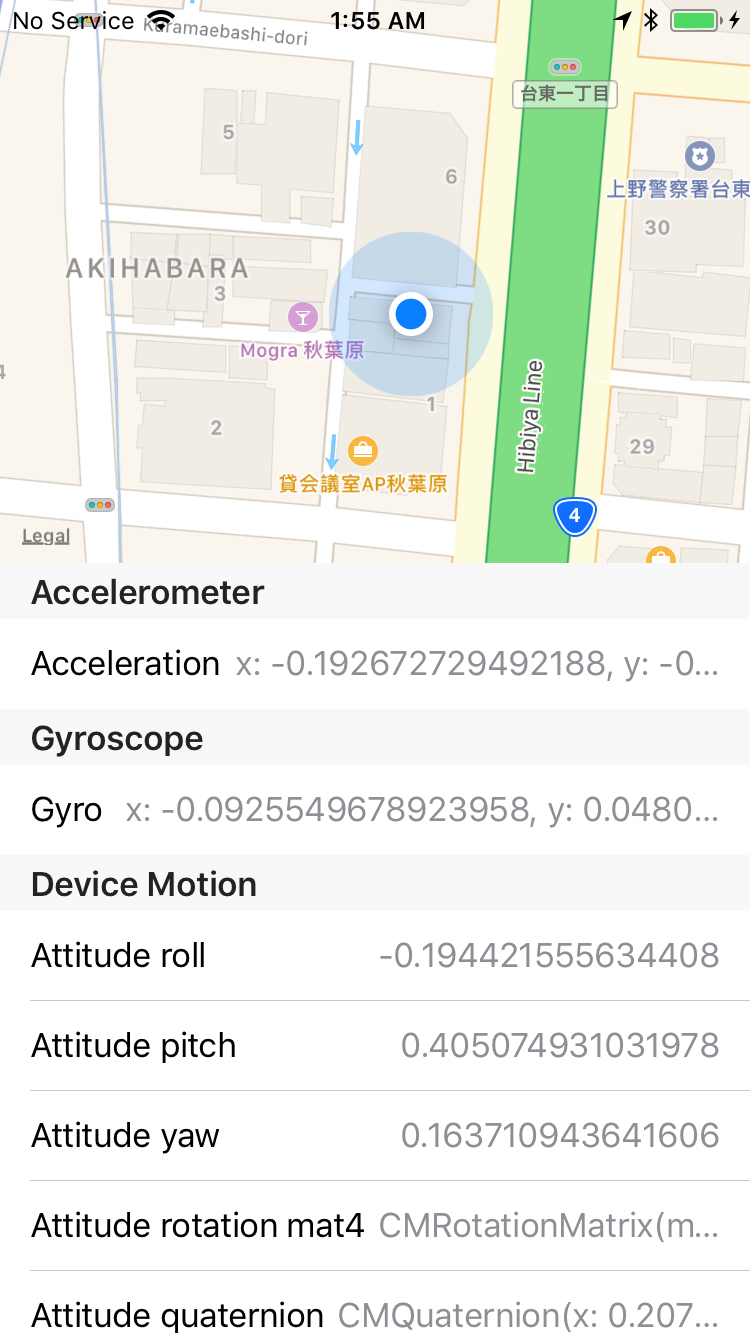 No Service 1:55 AM
Kuramaebashi-dori
台東一丁目
5
6
上野警察署台東
30
AKIHABARA
3
Mogra 秋葉原
4
1
Hibiya Line
2
29
貸会議室AP秋葉原
4
Legal
Accelerometer
Acceleration x: -0.192672729492188, y: -0...
Gyroscope
Gyro x: -0.0925549678923958, y: 0.0480...
Device Motion
Attitude roll -0.194421555634408
Attitude pitch 0.405074931031978
Attitude yaw 0.163710943641606
Attitude rotation mat4 CMRotationMatrix(m...
Attitude quaternion CMQuaternion(x: 0.207...